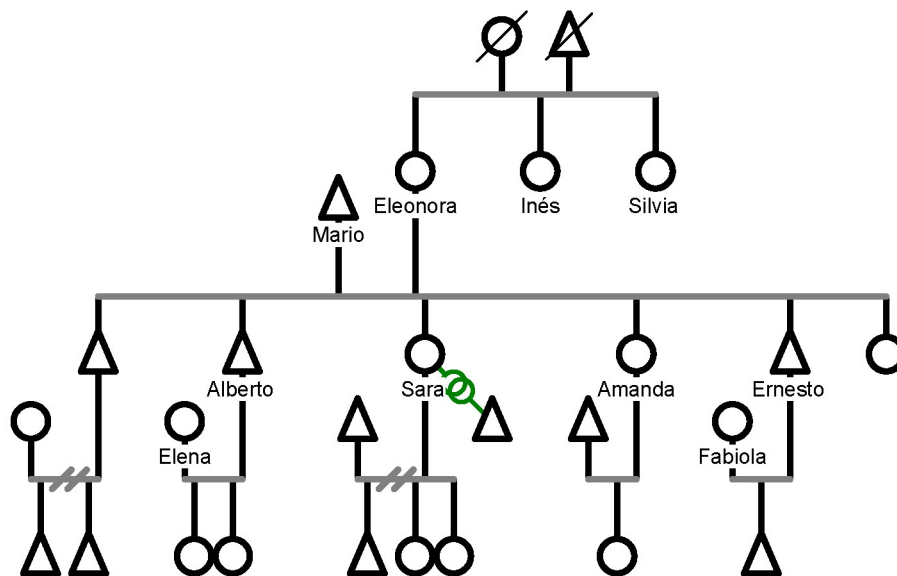 Eleonora
Inés
Silvia
Mario
Alberto
Sara
Amanda
Ernesto
Elena
Fabiola